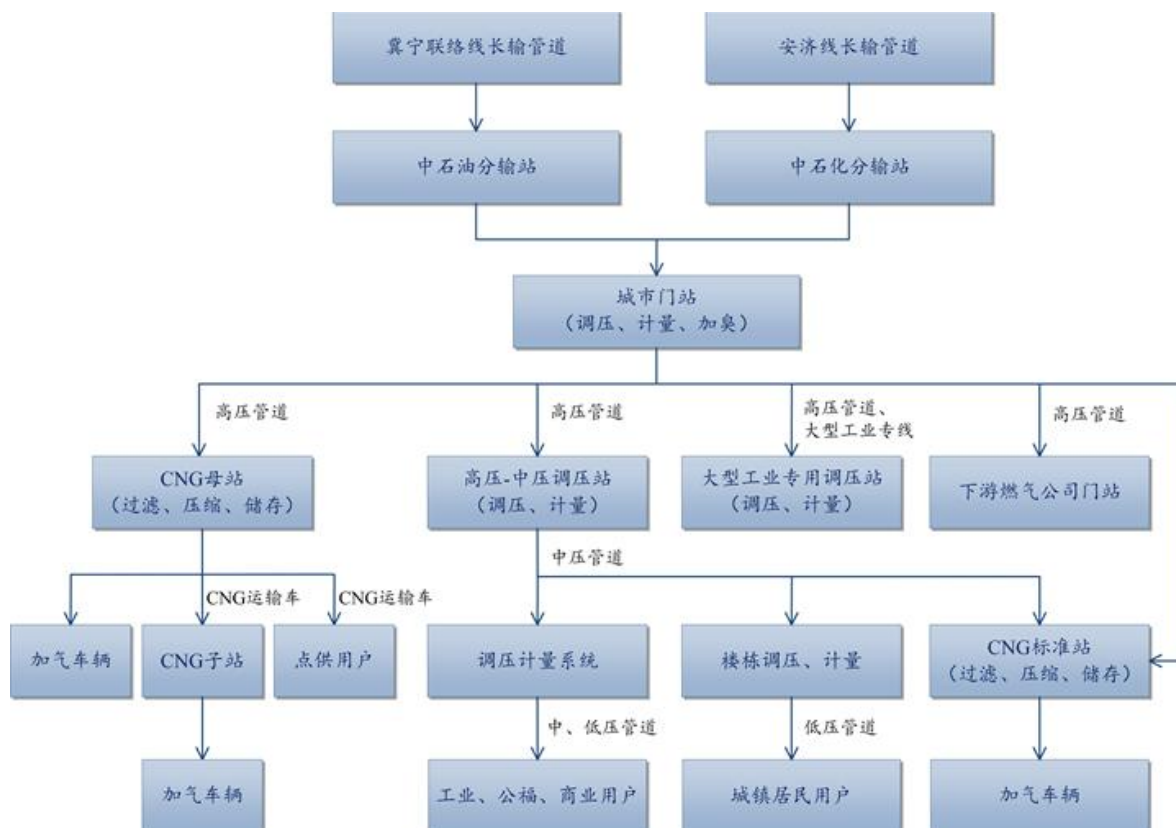 冀宁联络线长输管道
安济线长输管道
中石油分输站
中石化分输站
城市门站
（调压、计量、加臭）
高压管道
高压管道
高压管道、
大型工业专线
高压管道
CNG母站
（过滤、压缩、储存）
高压-中压调压站
（调压、计量）
大型工业专用调压站
（调压、计量）
下游燃气公司门站
中压管道
CNG运输车
CNG运输车
加气车辆
CNG子站
点供用户
调压计量系统
楼栋调压、计量
CNG标准站
（过滤、压缩、储存）
中、低压管道
低压管道
加气车辆
工业、公福、商业用户
城镇居民用户
加气车辆